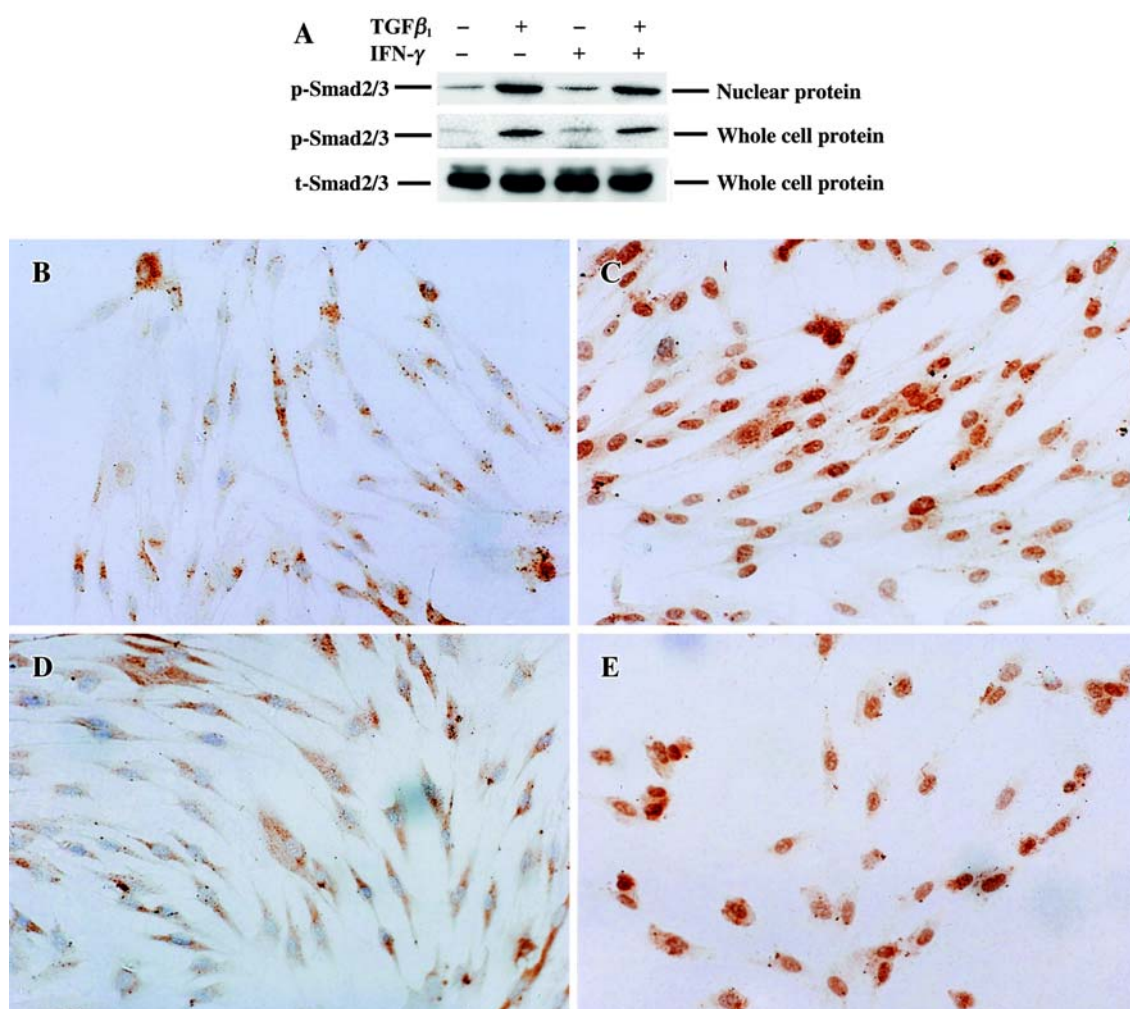 A
TGFβ₁ – + – +
IFN-γ – – + +
p-Smad2/3 Nuclear protein
p-Smad2/3 Whole cell protein
t-Smad2/3 Whole cell protein
B
C
D
E